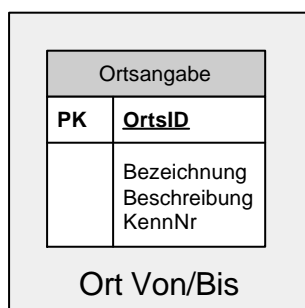 Ortsangabe
PK OrtsID
Bezeichnung
Beschreibung
KennNr
Ort Von/Bis